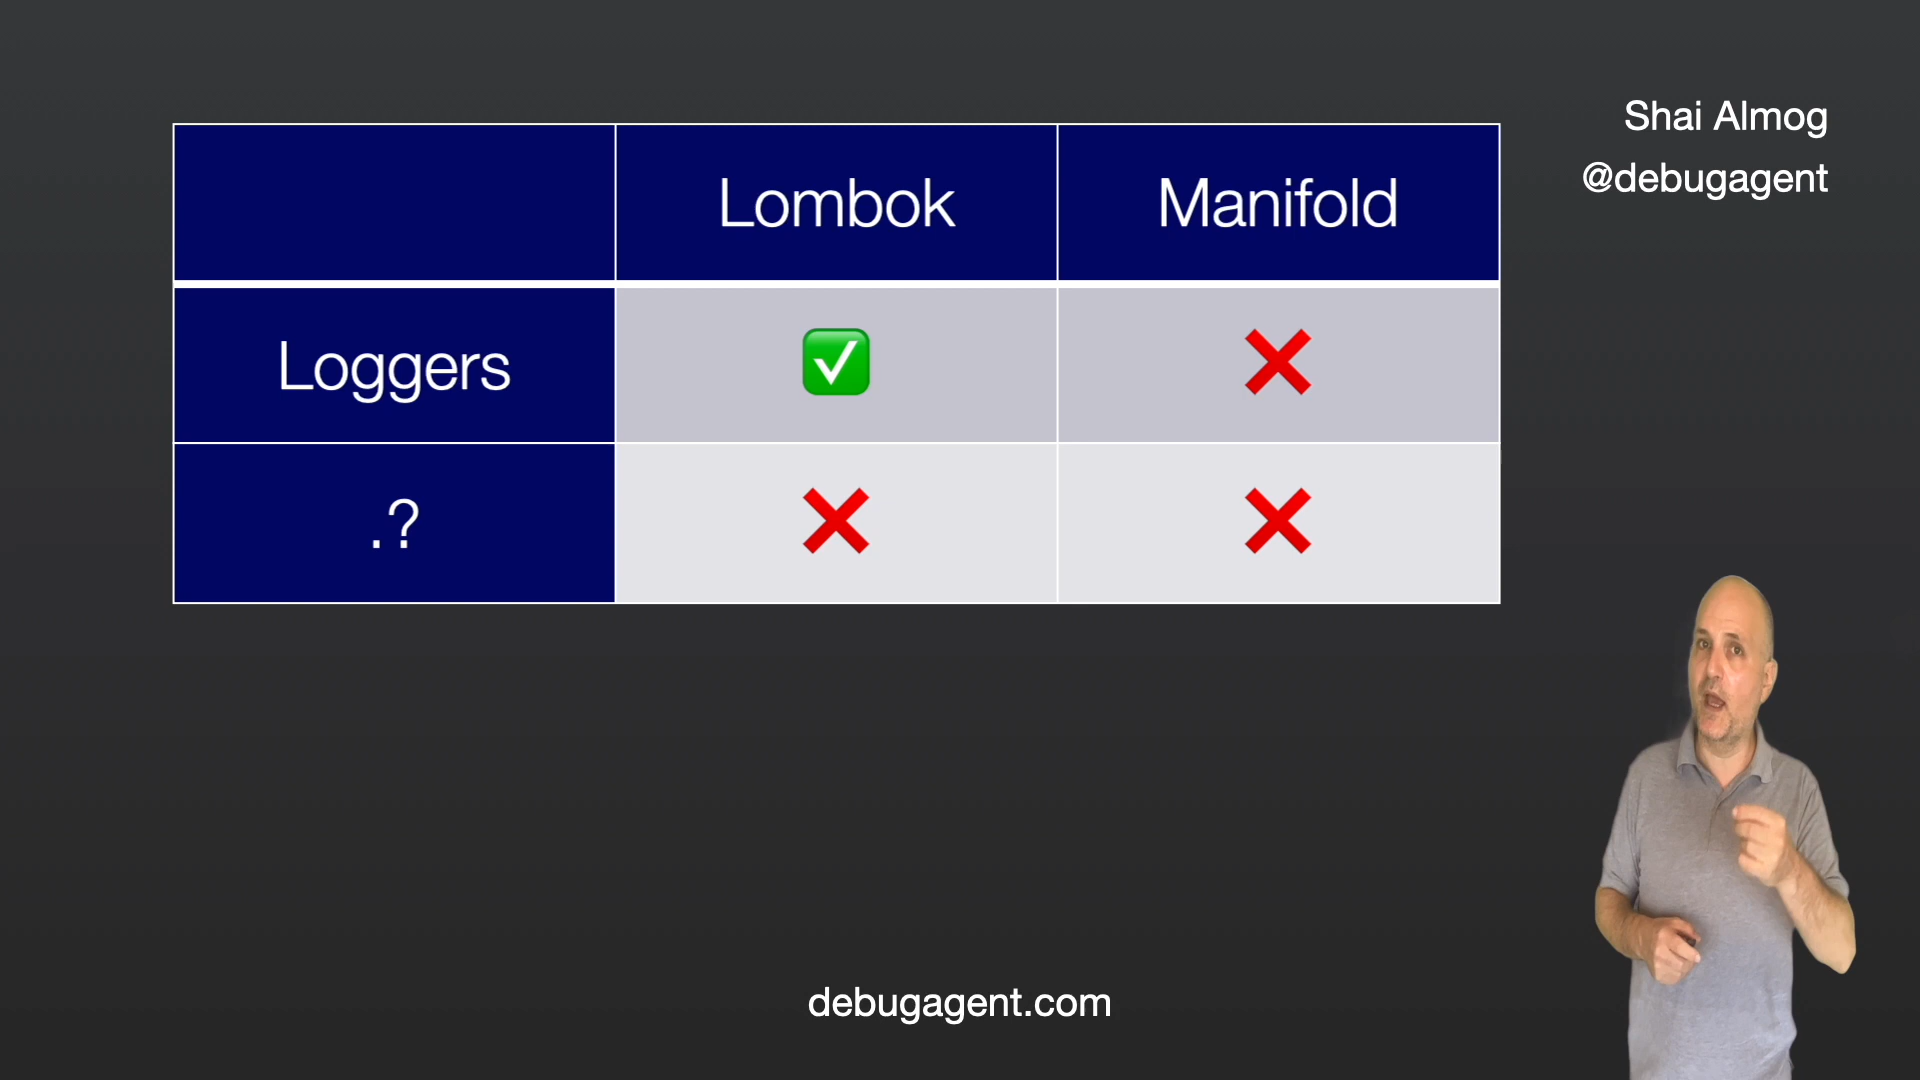 Shai Almog
@debugagent
Lombok Manifold
Loggers ✅ ❌
.? ❌ ❌
debugagent.com